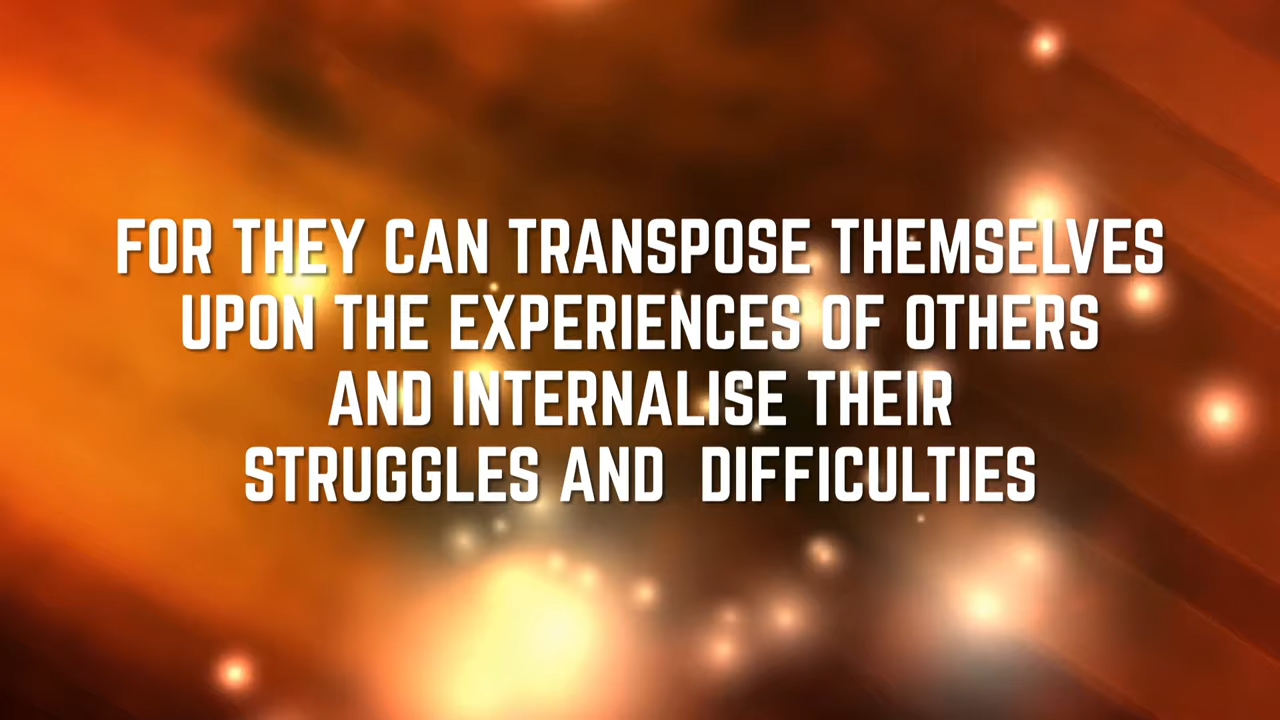 FOR THEY CAN TRANSPOSE THEMSELVES
UPON THE EXPERIENCES OF OTHERS
AND INTERNALISE THEIR
STRUGGLES AND  DIFFICULTIES